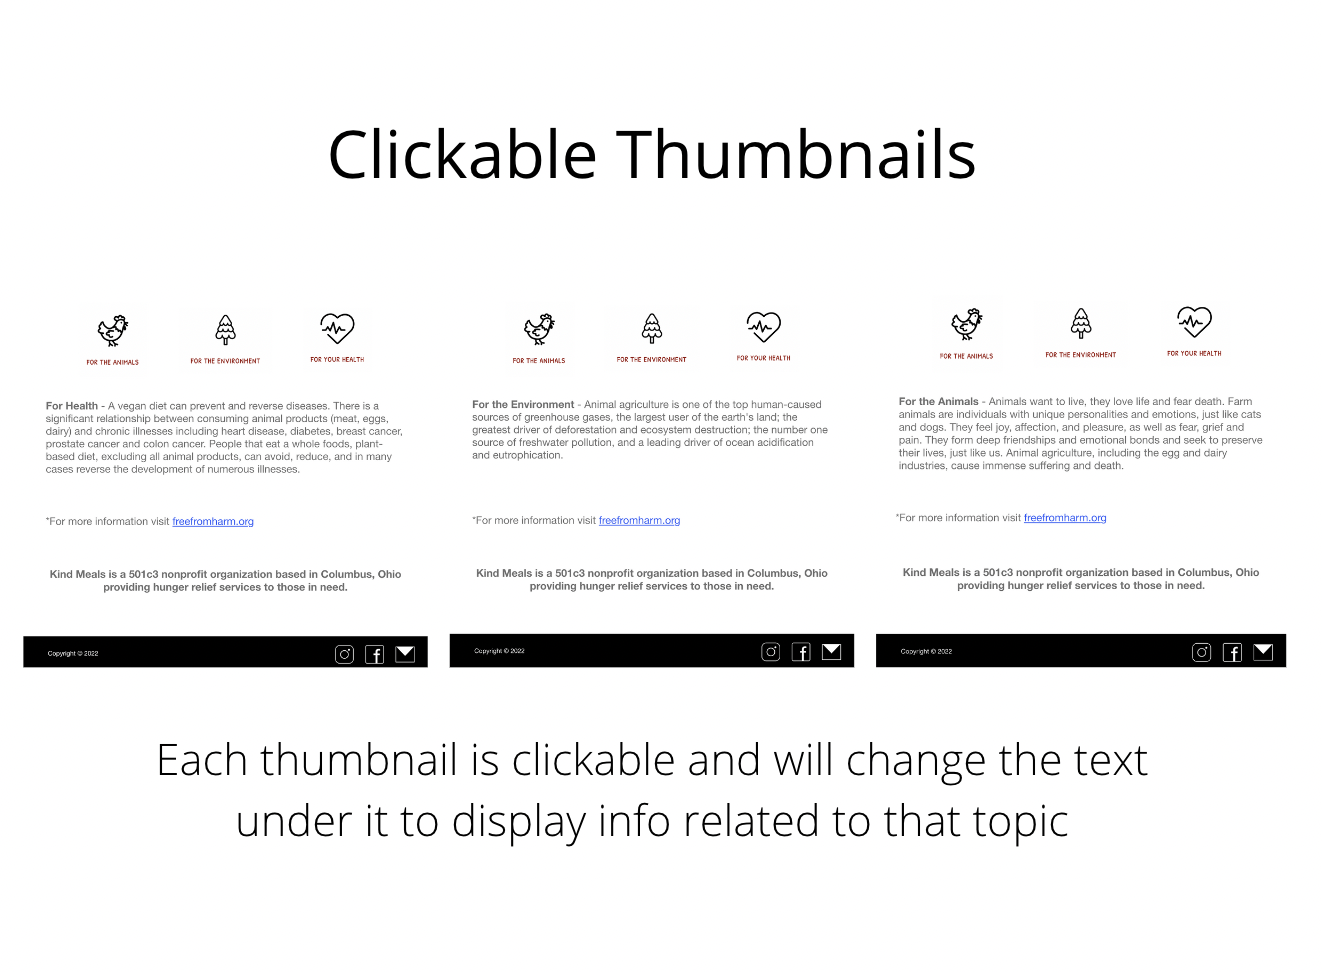 Clickable Thumbnails
FOR THE ANIMALS
FOR THE ENVIRONMENT
FOR YOUR HEALTH
For Health - A vegan diet can prevent and reverse diseases. There is a
significant relationship between consuming animal products (meat, eggs,
dairy) and chronic illnesses including heart disease, diabetes, breast cancer,
prostate cancer and colon cancer. People that eat a whole foods, plant-
based diet, excluding all animal products, can avoid, reduce, and in many
cases reverse the development of numerous illnesses.
*For more information visit freefromharm.org
Kind Meals is a 501c3 nonprofit organization based in Columbus, Ohio
providing hunger relief services to those in need.
Copyright © 2022
FOR THE ANIMALS
FOR THE ENVIRONMENT
FOR YOUR HEALTH
For the Environment - Animal agriculture is one of the top human-caused
sources of greenhouse gases, the largest user of the earth's land; the
greatest driver of deforestation and ecosystem destruction; the number one
source of freshwater pollution, and a leading driver of ocean acidification
and eutrophication.
*For more information visit freefromharm.org
Kind Meals is a 501c3 nonprofit organization based in Columbus, Ohio
providing hunger relief services to those in need.
Copyright © 2022
FOR THE ANIMALS
FOR THE ENVIRONMENT
FOR YOUR HEALTH
For the Animals - Animals want to live, they love life and fear death. Farm
animals are individuals with unique personalities and emotions, just like cats
and dogs. They feel joy, affection, and pleasure, as well as fear, grief and
pain. They form deep friendships and emotional bonds and seek to preserve
their lives, just like us. Animal agriculture, including the egg and dairy
industries, cause immense suffering and death.
*For more information visit freefromharm.org
Kind Meals is a 501c3 nonprofit organization based in Columbus, Ohio
providing hunger relief services to those in need.
Copyright © 2022
Each thumbnail is clickable and will change the text
under it to display info related to that topic